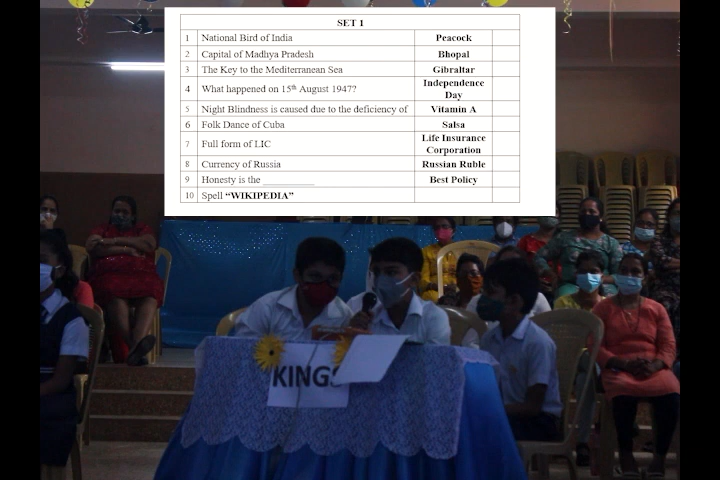 SET 1
1 National Bird of India Peacock
2 Capital of Madhya Pradesh Bhopal
3 The Key to the Mediterranean Sea Gibraltar
4 What happened on 15th August 1947? Independence
Day
5 Night Blindness is caused due to the deficiency of Vitamin A
6 Folk Dance of Cuba Salsa
7 Full form of LIC Life Insurance
Corporation
8 Currency of Russia Russian Ruble
9 Honesty is the __________ Best Policy
10 Spell “WIKIPEDIA”
KINGS